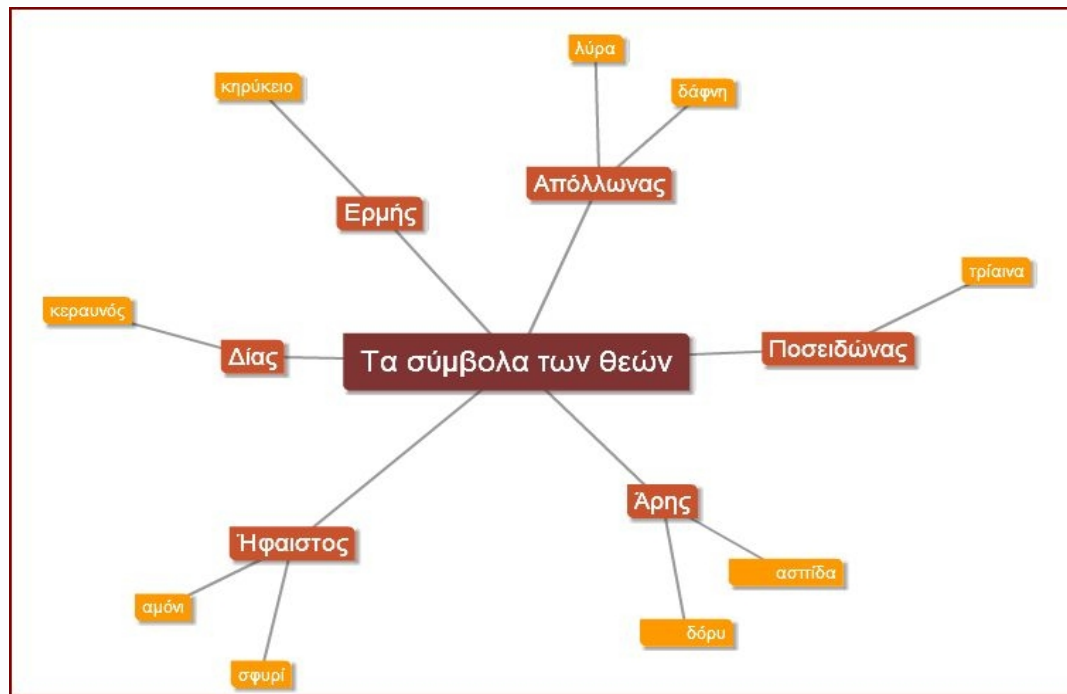 λύρα
δάφνη
κηρύκειο
Απόλλωνας
Ερμής
τρίαινα
κεραυνός
Δίας
Τα σύμβολα των θεών
Ποσειδώνας
Άρης
Ήφαιστος
ασπίδα
αμόνι
δόρυ
σφυρί